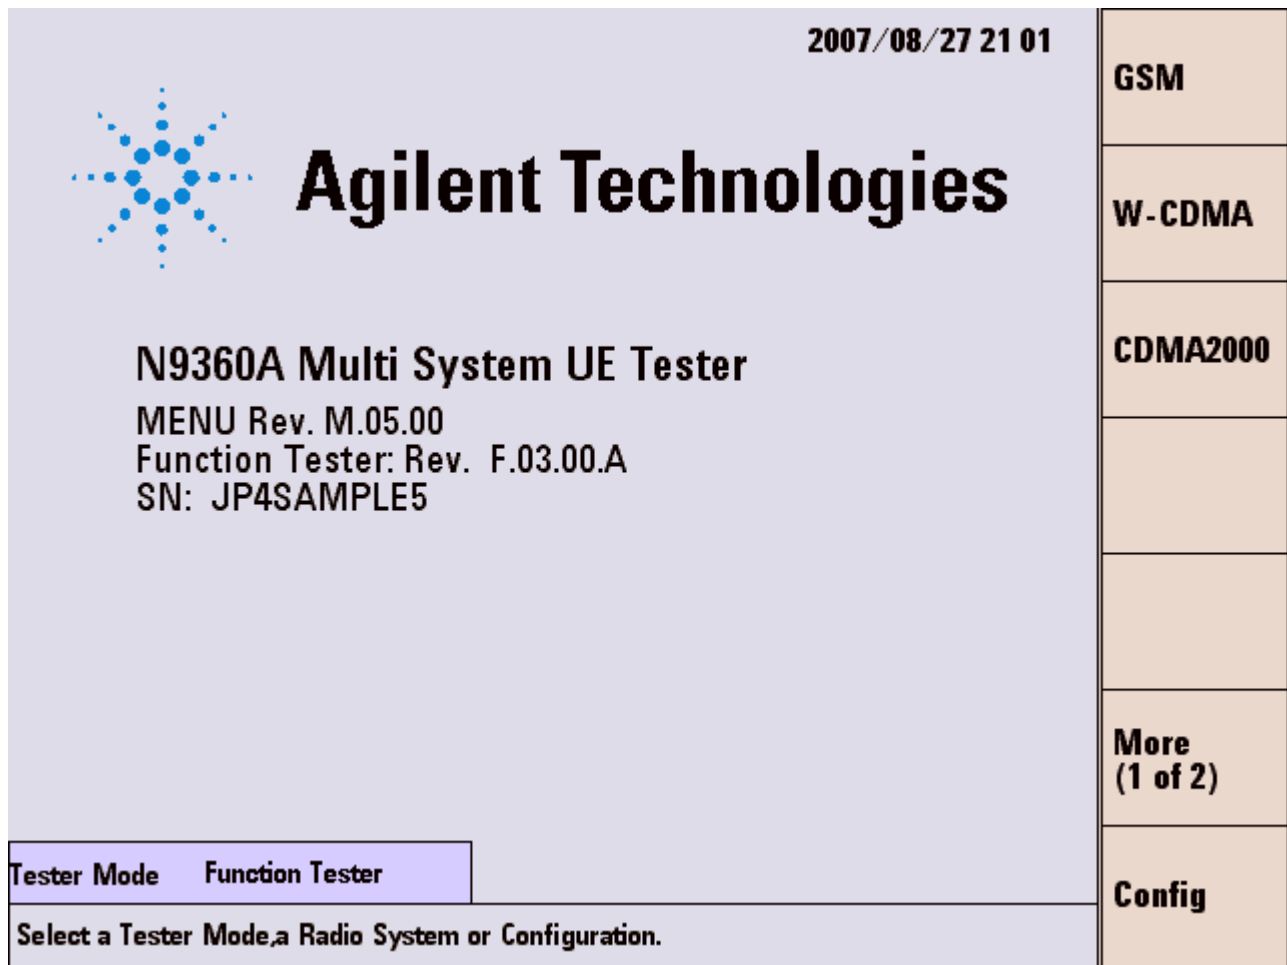 2007/08/27 21 01
Agilent Technologies
N9360A Multi System UE Tester
MENU Rev. M.05.00
Function Tester: Rev.  F.03.00.A
SN:  JP4SAMPLE5
Tester Mode
Function Tester
Select a Tester Mode,a Radio System or Configuration.
GSM
W-CDMA
CDMA2000
More
(1 of 2)
Config